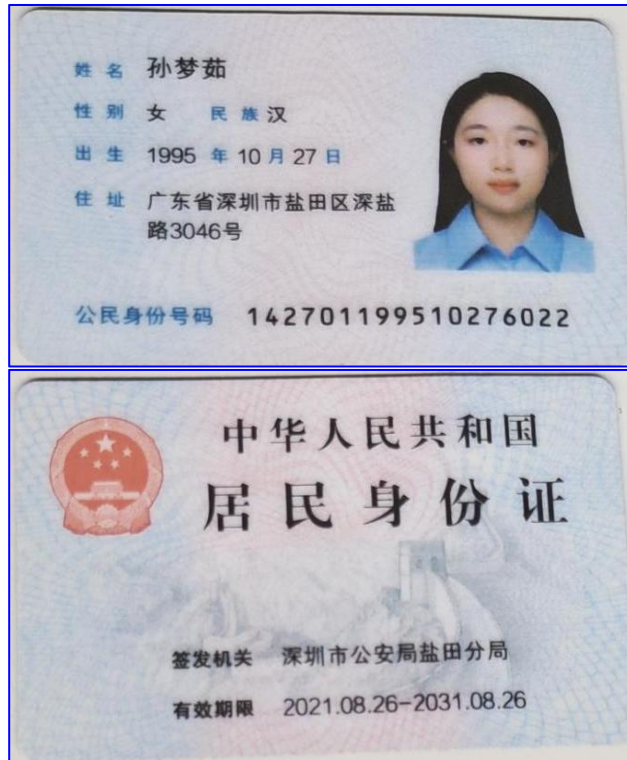 姓名 孙梦茹
性别 女 民族 汉
出生 1995 年 10 月 27 日
住址 广东省深圳市盐田区深盐
路3046号
公民身份号码 142701199510276022
中华人民共和国
居民身份证
签发机关 深圳市公安局盐田分局
有效期限 2021.08.26-2031.08.26